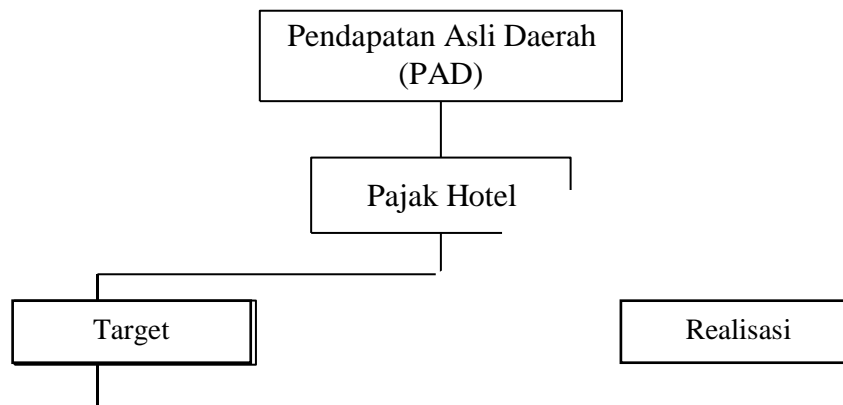 Pendapatan Asli Daerah
(PAD)
Pajak Hotel
Target
Realisasi